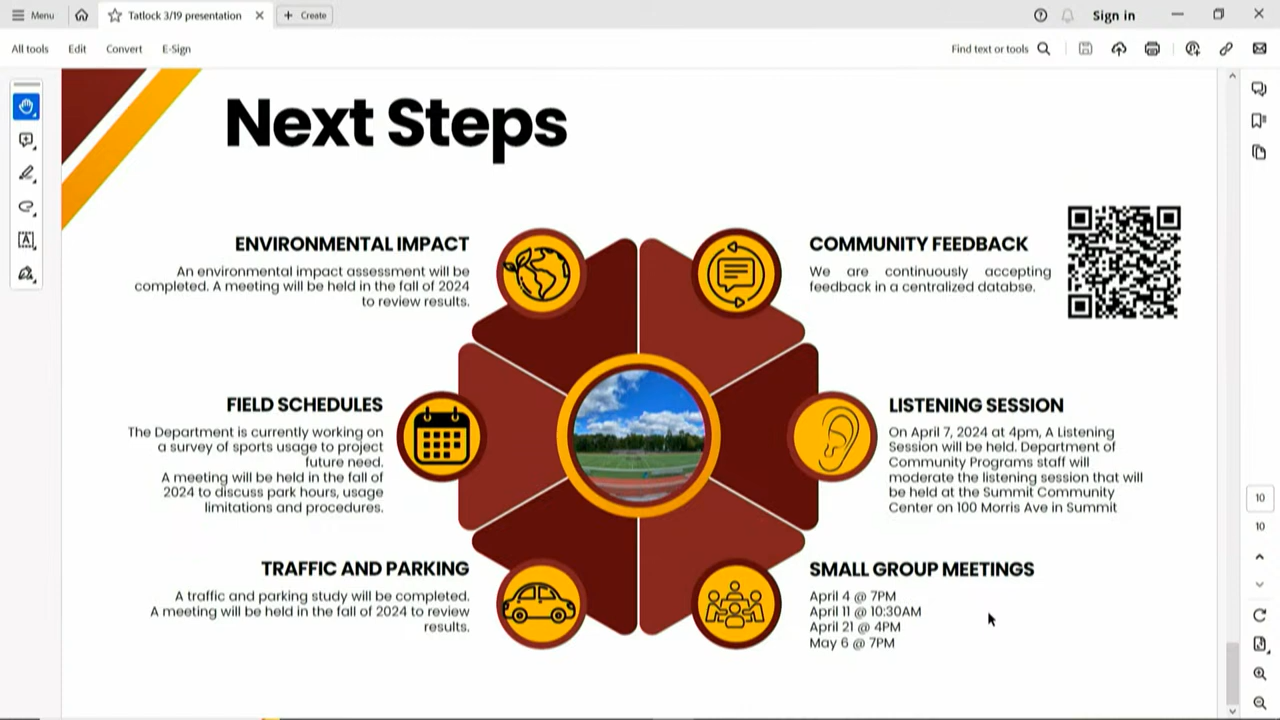 Menu
Tatlock 3/19 presentation
Create
Sign in
All tools
Edit
Convert
E-Sign
Find text or tools
Next Steps
ENVIRONMENTAL IMPACT
An environmental impact assessment will be
completed. A meeting will be held in the fall of 2024
to review results.
COMMUNITY FEEDBACK
We are continuously accepting
feedback in a centralized databse.
FIELD SCHEDULES
The Department is currently working on
a survey of sports usage to project
future need.
A meeting will be held in the fall of
2024 to discuss park hours, usage
limitations and procedures.
LISTENING SESSION
On April 7, 2024 at 4pm, A Listening
Session will be held. Department of
Community Programs staff will
moderate the listening session that will
be held at the Summit Community
Center on 100 Morris Ave in Summit
TRAFFIC AND PARKING
A traffic and parking study will be completed.
A meeting will be held in the fall of 2024 to review
results.
SMALL GROUP MEETINGS
April 4 @ 7PM
April 11 @ 10:30AM
April 21 @ 4PM
May 6 @ 7PM
10
10